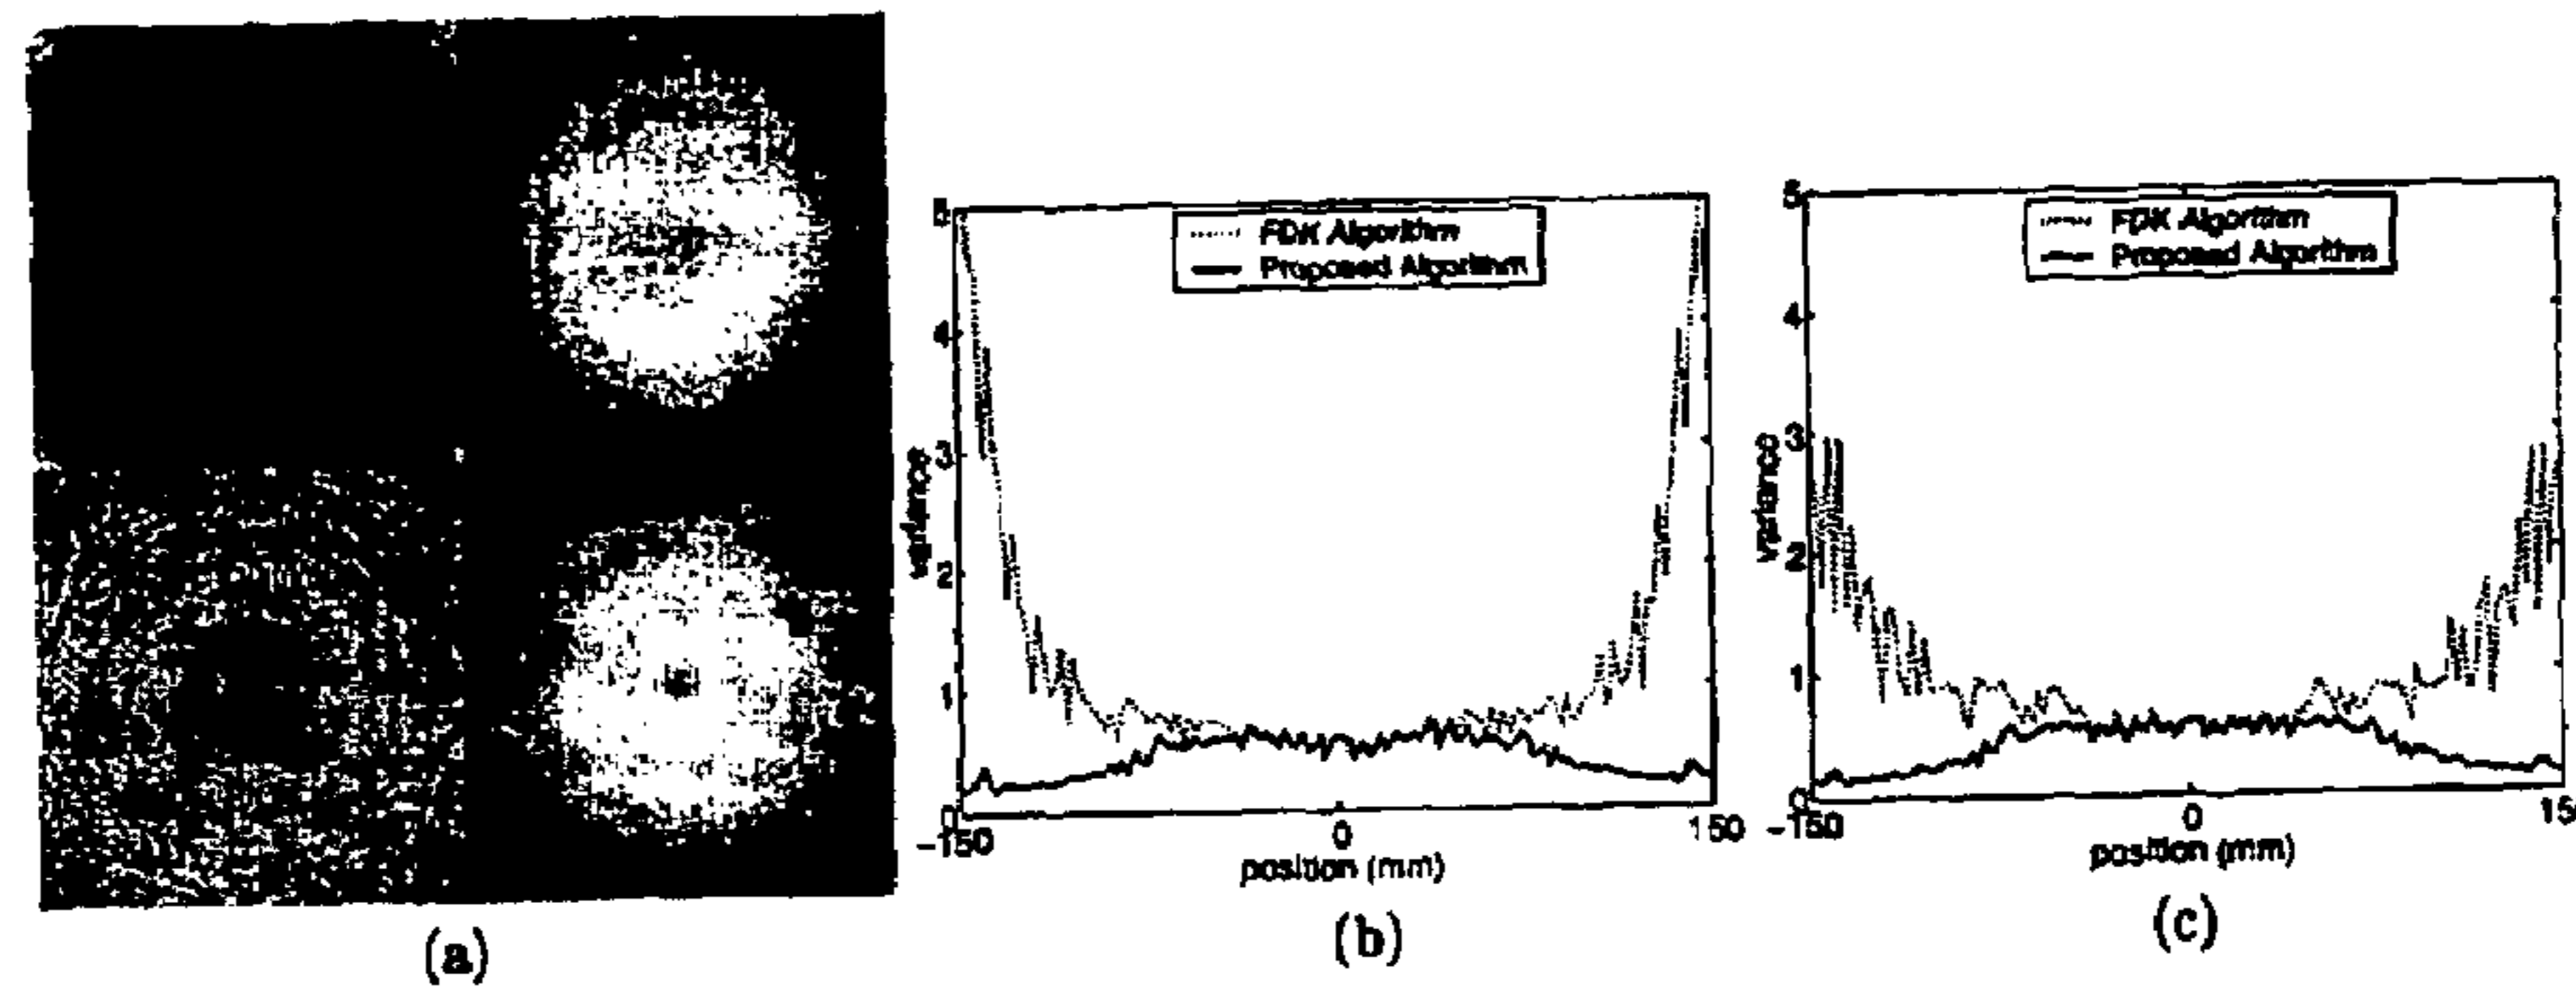 5
FDK Algorithm
Proposed Algorithm
4
3
variance
2
1
0
-150
0
150
position (mm)
5
FDK Algorithm
Proposed Algorithm
4
3
variance
2
1
0
-150
0
15
position (mm)
(a)
(b)
(c)